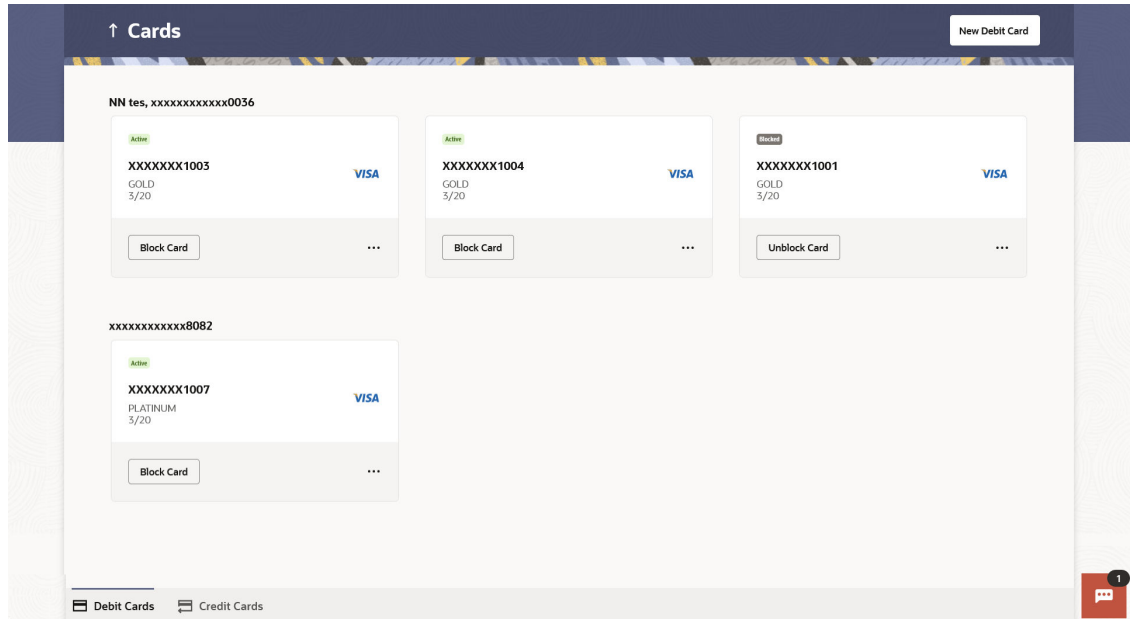 ↑ Cards
New Debit Card
NN tes, xxxxxxxxxxxx0036
Active
XXXXXXX1003
GOLD
3/20
VISA
Block Card
Active
XXXXXXX1004
GOLD
3/20
VISA
Block Card
Blocked
XXXXXXX1001
GOLD
3/20
VISA
Unblock Card
xxxxxxxxxxxx8082
Active
XXXXXXX1007
PLATINUM
3/20
VISA
Block Card
Debit Cards
Credit Cards
1